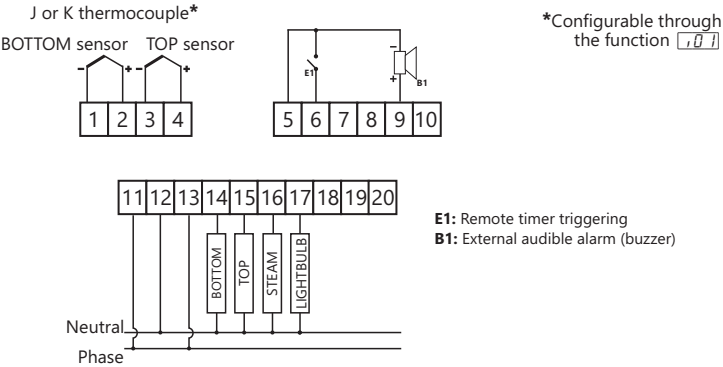 J or K thermocouple*
BOTTOM sensor TOP sensor
- + - +
1 2 3 4
E1
-
+
B1
5 6 7 8 9 10
*Configurable through
the function i01
11 12 13 14 15 16 17 18 19 20
BOTTOM
TOP
STEAM
LIGHTBULB
Neutral
Phase
E1: Remote timer triggering
B1: External audible alarm (buzzer)